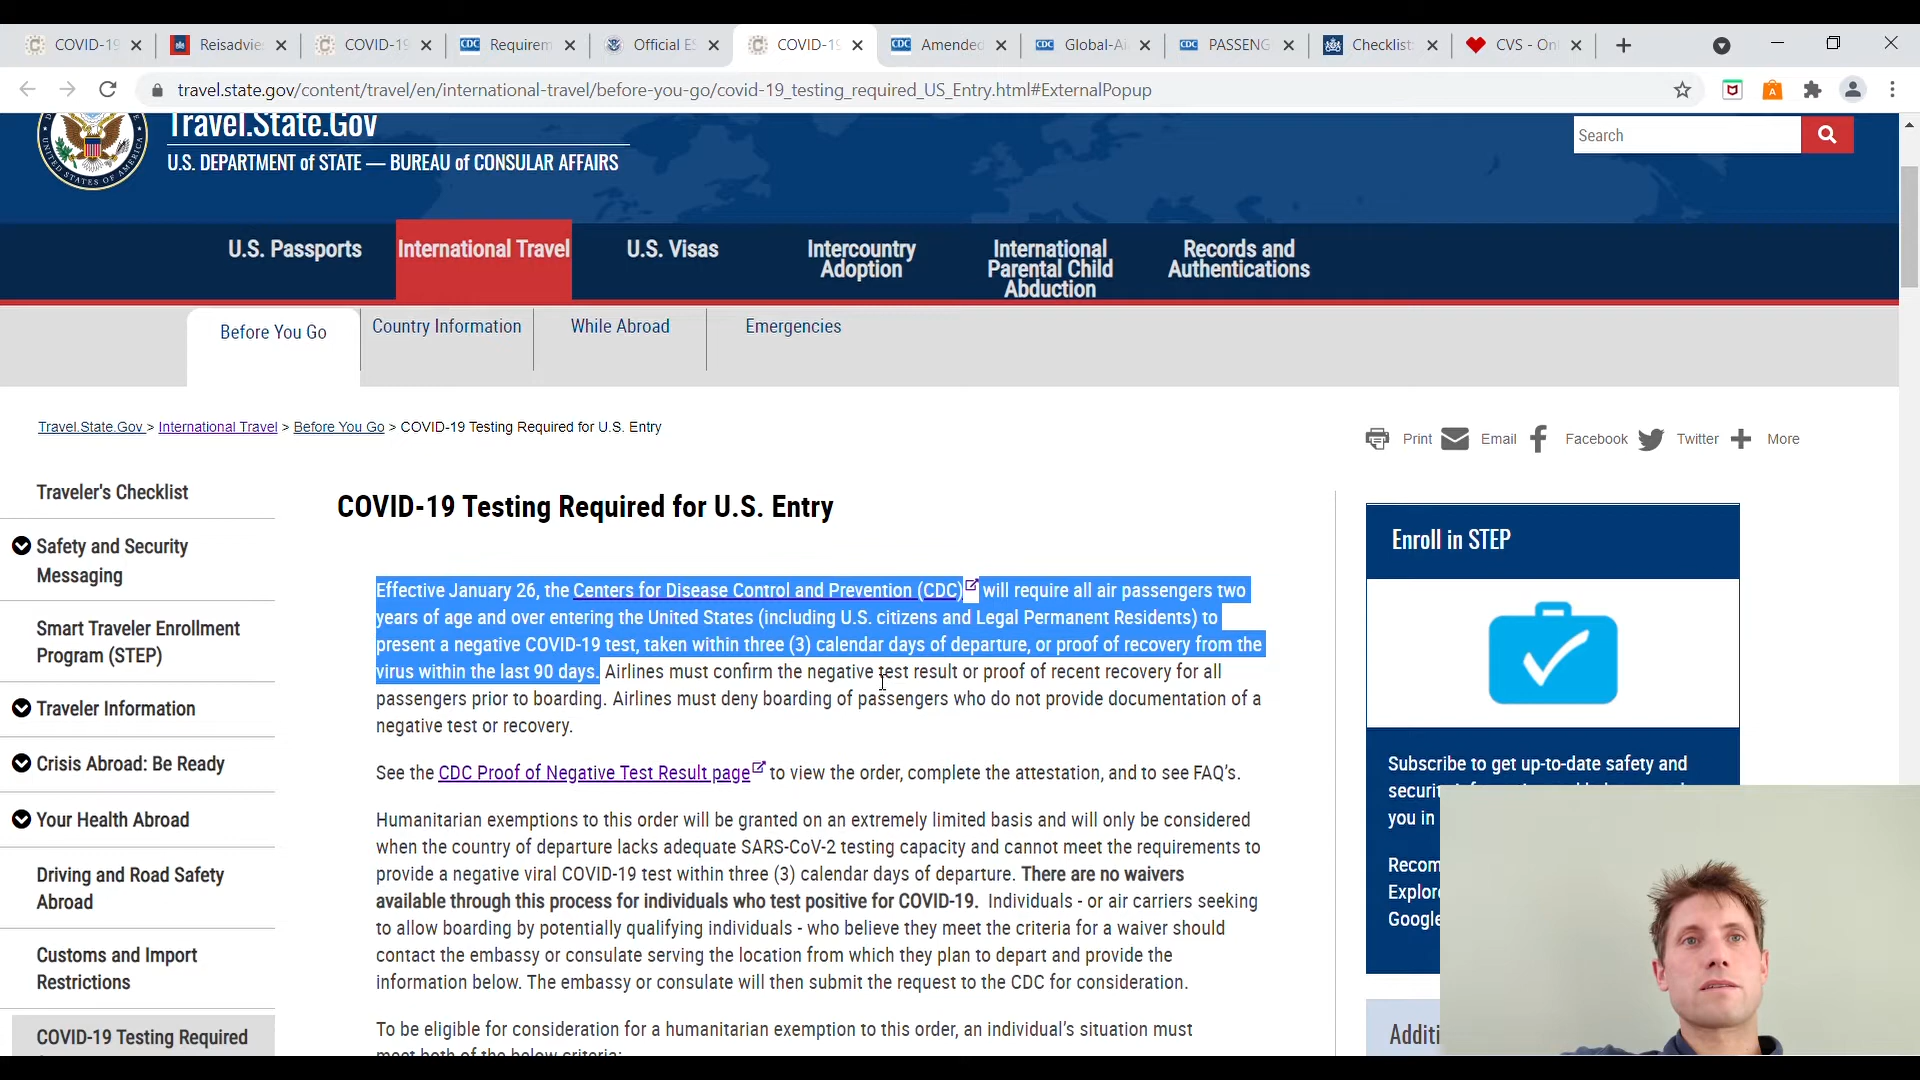 COVID-19
Reisadvie
COVID-19
CDC Requirem
Official ES
COVID-19
CDC Amended
CDC Global-Ai
CDC PASSENG
Checklist
CVS - Onl
travel.state.gov/content/travel/en/international-travel/before-you-go/covid-19_testing_required_US_Entry.html#ExternalPopup
Travel.State.Gov
U.S. DEPARTMENT of STATE — BUREAU of CONSULAR AFFAIRS
Search
U.S. Passports
International Travel
U.S. Visas
Intercountry
Adoption
International
Parental Child
Abduction
Records and
Authentications
Before You Go
Country Information
While Abroad
Emergencies
Travel.State.Gov > International Travel > Before You Go > COVID-19 Testing Required for U.S. Entry
Print
Email
Facebook
Twitter
More
Traveler's Checklist
Safety and Security
Messaging
Smart Traveler Enrollment
Program (STEP)
Traveler Information
Crisis Abroad: Be Ready
Your Health Abroad
Driving and Road Safety
Abroad
Customs and Import
Restrictions
COVID-19 Testing Required
COVID-19 Testing Required for U.S. Entry
Effective January 26, the Centers for Disease Control and Prevention (CDC) will require all air passengers two
years of age and over entering the United States (including U.S. citizens and Legal Permanent Residents) to
present a negative COVID-19 test, taken within three (3) calendar days of departure, or proof of recovery from the
virus within the last 90 days. Airlines must confirm the negative test result or proof of recent recovery for all
passengers prior to boarding. Airlines must deny boarding of passengers who do not provide documentation of a
negative test or recovery.
See the CDC Proof of Negative Test Result page to view the order, complete the attestation, and to see FAQ's.
Humanitarian exemptions to this order will be granted on an extremely limited basis and will only be considered
when the country of departure lacks adequate SARS-CoV-2 testing capacity and cannot meet the requirements to
provide a negative viral COVID-19 test within three (3) calendar days of departure. There are no waivers
available through this process for individuals who test positive for COVID-19. Individuals - or air carriers seeking
to allow boarding by potentially qualifying individuals - who believe they meet the criteria for a waiver should
contact the embassy or consulate serving the location from which they plan to depart and provide the
information below. The embassy or consulate will then submit the request to the CDC for consideration.
To be eligible for consideration for a humanitarian exemption to this order, an individual's situation must
meet both of the below criteria:
Enroll in STEP
Subscribe to get up-to-date safety and
securit
you in
Recom
Explore
Google
Additi